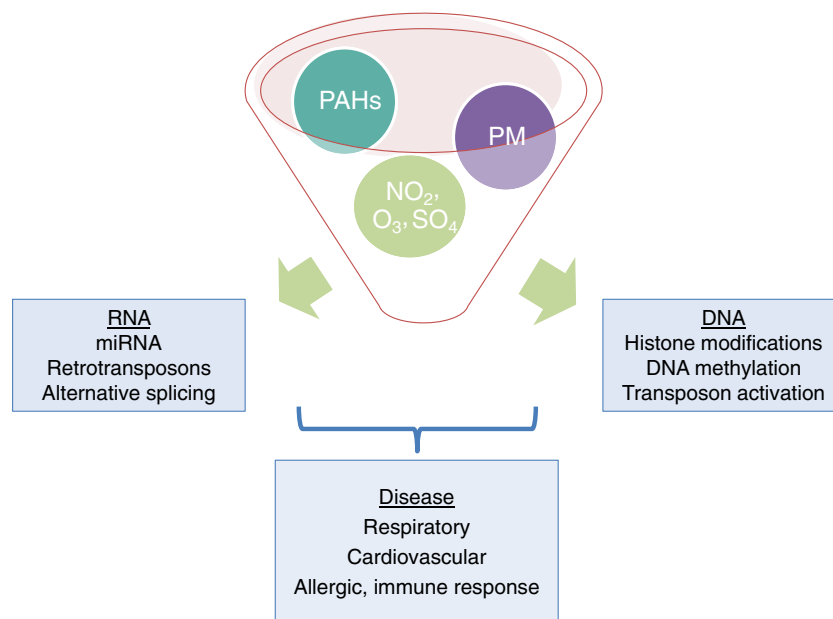 PAHs
PM
NO₂,
O₃, SO₄
RNA
miRNA
Retrotransposons
Alternative splicing
DNA
Histone modifications
DNA methylation
Transposon activation
Disease
Respiratory
Cardiovascular
Allergic, immune response